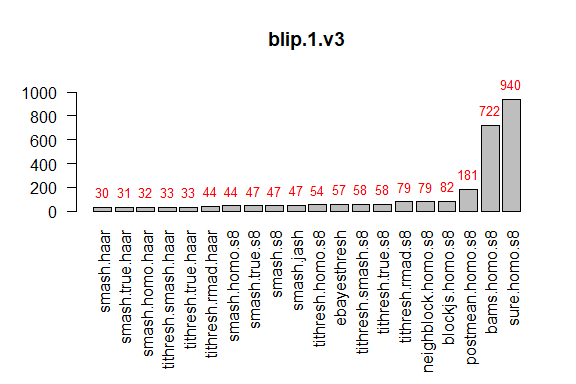 blip.1.v3
1000
800
600
400
200
0
30 31 32 33 33 44 44 47 47 47 54 57 58 58 79 79 82 181 722 940
smash.haar
smash.true.haar
smash.homo.haar
tithresh.smash.haar
tithresh.true.haar
tithresh.rmad.haar
smash.homo.s8
smash.true.s8
smash.s8
smash.jash
tithresh.homo.s8
ebayesthresh
tithresh.smash.s8
tithresh.true.s8
tithresh.rmad.s8
neighblock.homo.s8
blockjs.homo.s8
postmean.homo.s8
bams.homo.s8
sure.homo.s8